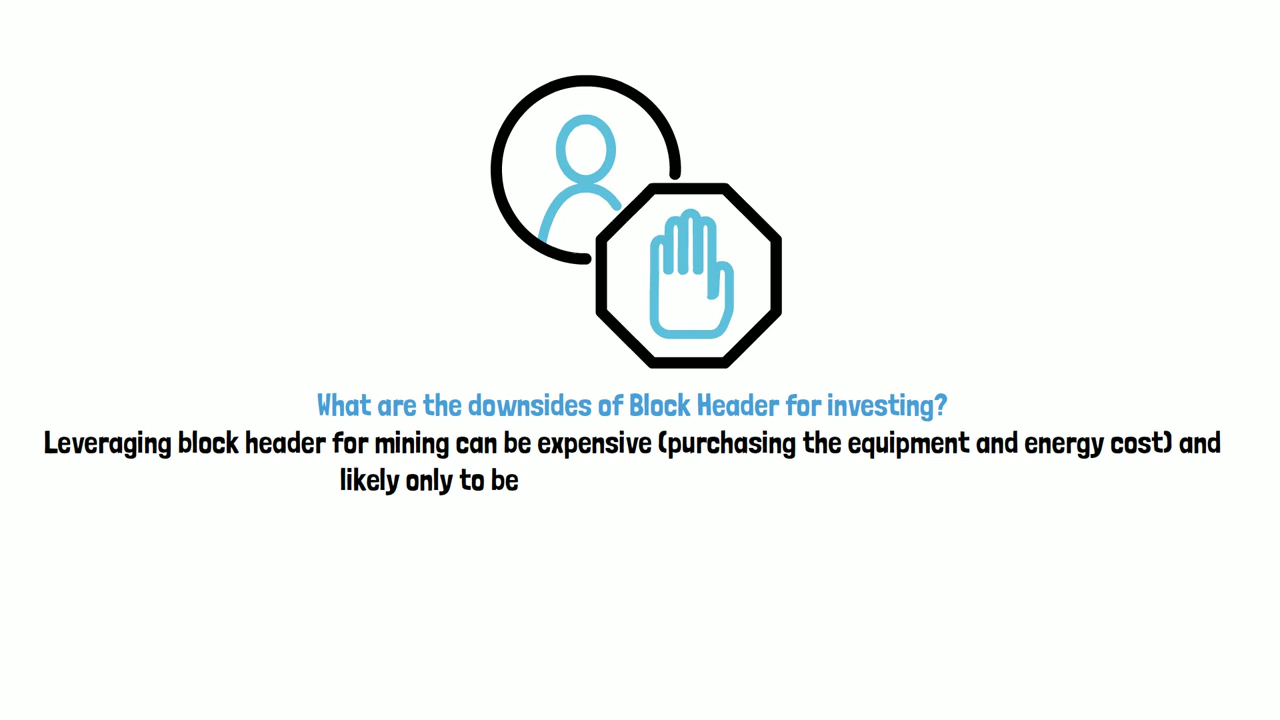 What are the downsides of Block Header for investing?
Leveraging block header for mining can be expensive (purchasing the equipment and energy cost) and
likely only to be